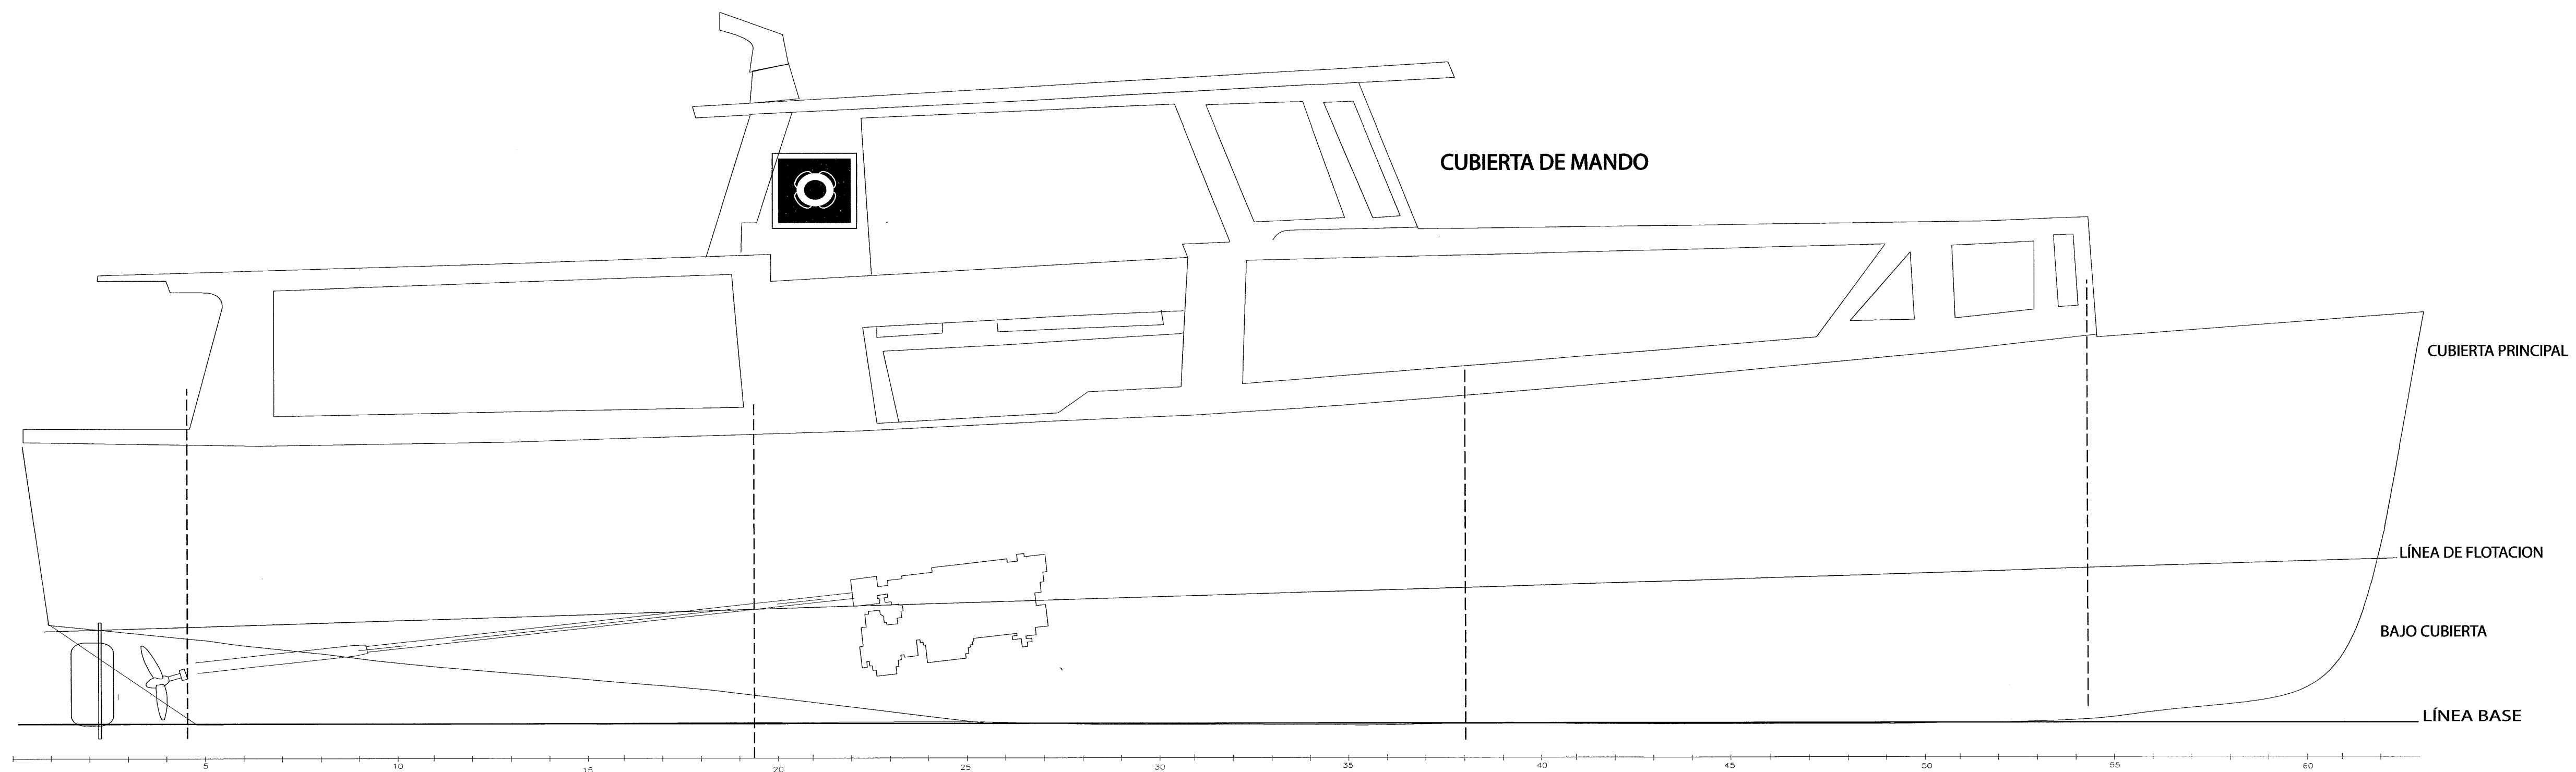 CUBIERTA DE MANDO
CUBIERTA PRINCIPAL
LÍNEA DE FLOTACION
BAJO CUBIERTA
LÍNEA BASE
5 10 15 20 25 30 35 40 45 50 55 60